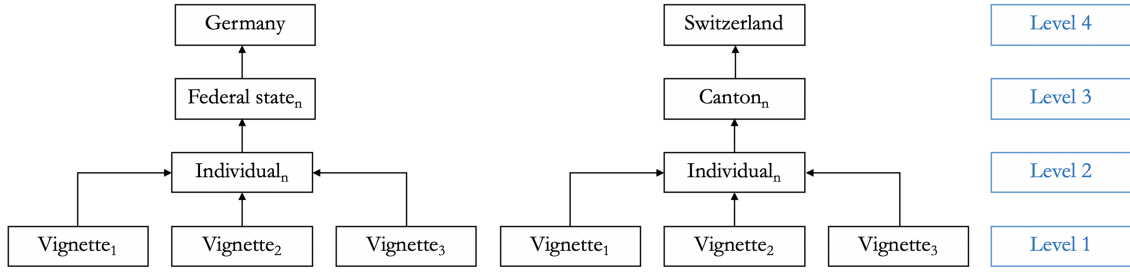 Germany Switzerland Level 4
Federal stateₙ Cantonₙ Level 3
Individualₙ Individualₙ Level 2
Vignette₁ Vignette₂ Vignette₃ Vignette₁ Vignette₂ Vignette₃ Level 1